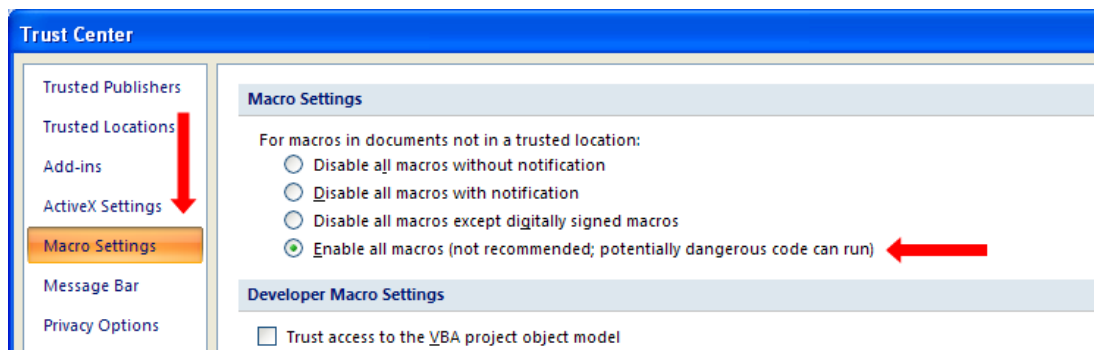 Trust Center
Trusted Publishers
Trusted Locations
Add-ins
ActiveX Settings
Macro Settings
Message Bar
Privacy Options
Macro Settings
For macros in documents not in a trusted location:
Disable all macros without notification
Disable all macros with notification
Disable all macros except digitally signed macros
Enable all macros (not recommended; potentially dangerous code can run)
Developer Macro Settings
Trust access to the VBA project object model